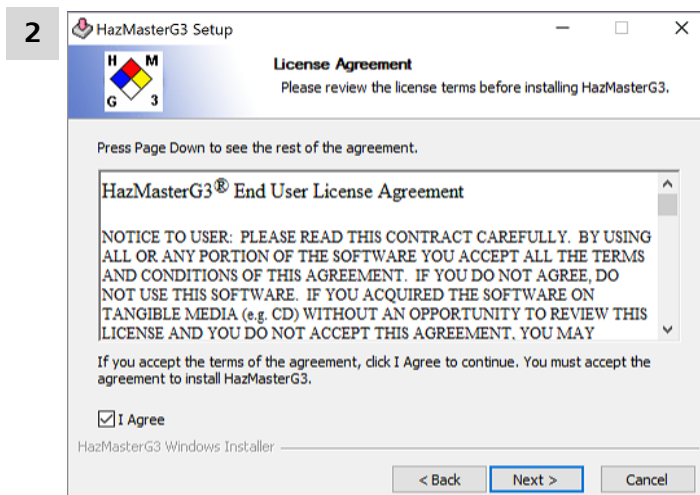 2
HazMasterG3 Setup
H M
G 3
License Agreement
Please review the license terms before installing HazMasterG3.
Press Page Down to see the rest of the agreement.
HazMasterG3® End User License Agreement
NOTICE TO USER: PLEASE READ THIS CONTRACT CAREFULLY. BY USING
ALL OR ANY PORTION OF THE SOFTWARE YOU ACCEPT ALL THE TERMS
AND CONDITIONS OF THIS AGREEMENT. IF YOU DO NOT AGREE, DO
NOT USE THIS SOFTWARE. IF YOU ACQUIRED THE SOFTWARE ON
TANGIBLE MEDIA (e.g. CD) WITHOUT AN OPPORTUNITY TO REVIEW THIS
LICENSE AND YOU DO NOT ACCEPT THIS AGREEMENT, YOU MAY
If you accept the terms of the agreement, click I Agree to continue. You must accept the
agreement to install HazMasterG3.
I Agree
HazMasterG3 Windows Installer
< Back Next > Cancel